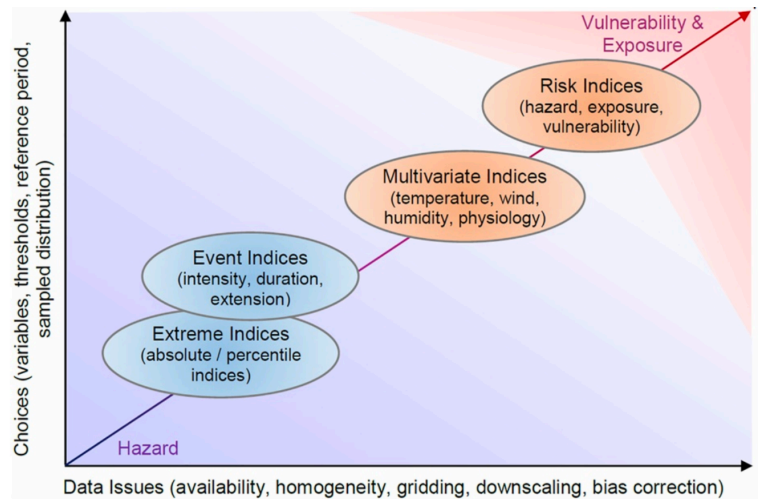 Vulnerability &
Exposure
Risk Indices
(hazard, exposure,
vulnerability)
Multivariate Indices
(temperature, wind,
humidity, physiology)
Event Indices
(intensity, duration,
extension)
Extreme Indices
(absolute / percentile
indices)
Hazard
Choices (variables, thresholds, reference period,
sampled distribution)
Data Issues (availability, homogeneity, gridding, downscaling, bias correction)